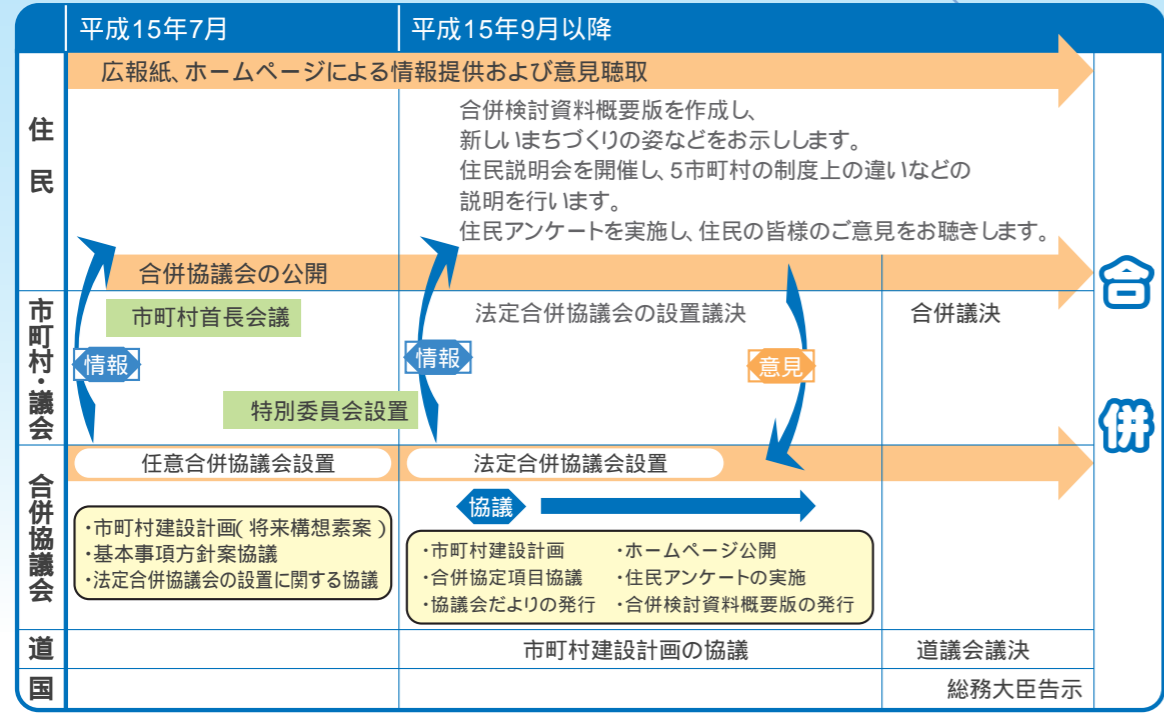 平成15年7月
平成15年9月以降
住民
広報紙、ホームページによる情報提供および意見聴取
合併検討資料概要版を作成し、
新しいまちづくりの姿などをお示しします。
住民説明会を開催し、5市町村の制度上の違いなどの
説明を行います。
住民アンケートを実施し、住民の皆様のご意見をお聴きします。
合併協議会の公開
市町村・議会
市町村首長会議
法定合併協議会の設置議決
合併議決
情報
情報
意見
特別委員会設置
合併協議会
任意合併協議会設置
法定合併協議会設置
協議
・市町村建設計画(将来構想素案)
・基本事項方針案協議
・法定合併協議会の設置に関する協議
・市町村建設計画
・合併協定項目協議
・協議会だよりの発行
・ホームページ公開
・住民アンケートの実施
・合併検討資料概要版の発行
道
市町村建設計画の協議
道議会議決
国
総務大臣告示
合併